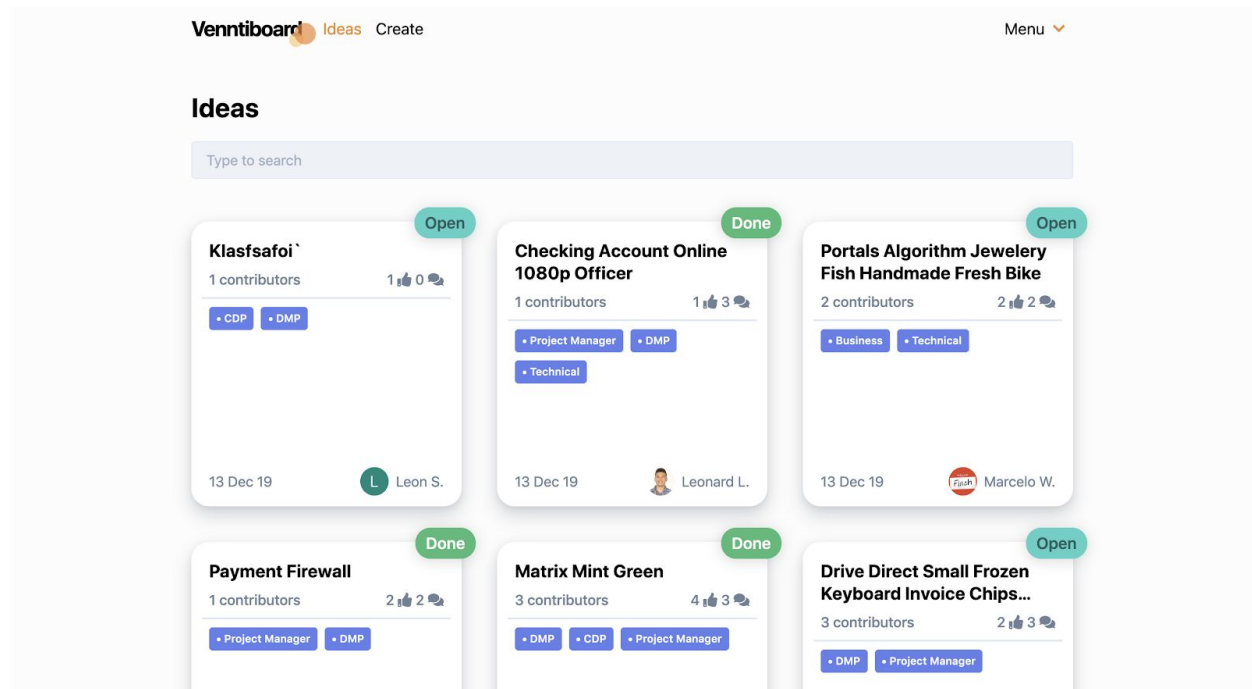 Venntiboard Ideas Create Menu
Ideas
Type to search
Open
Klasfsafoi`
1 contributors 1 0
• CDP • DMP
13 Dec 19 L Leon S.
Done
Checking Account Online
1080p Officer
1 contributors 1 3
• Project Manager • DMP
• Technical
13 Dec 19 Leonard L.
Open
Portals Algorithm Jewelery
Fish Handmade Fresh Bike
2 contributors 2 2
• Business • Technical
13 Dec 19 Finch Marcelo W.
Done
Payment Firewall
1 contributors 2 2
• Project Manager • DMP
Done
Matrix Mint Green
3 contributors 4 3
• DMP • CDP • Project Manager
Open
Drive Direct Small Frozen
Keyboard Invoice Chips...
3 contributors 2 3
• DMP • Project Manager